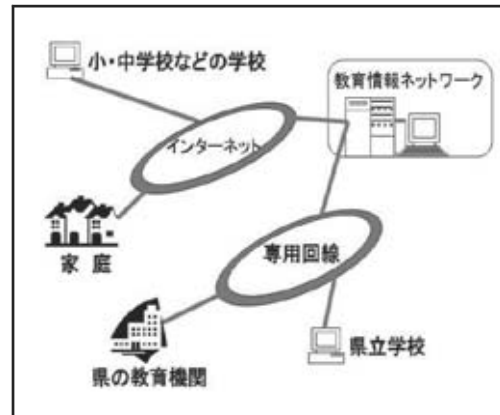 小・中学校などの学校
教育情報ネットワーク
インターネット
家庭
専用回線
県の教育機関
県立学校